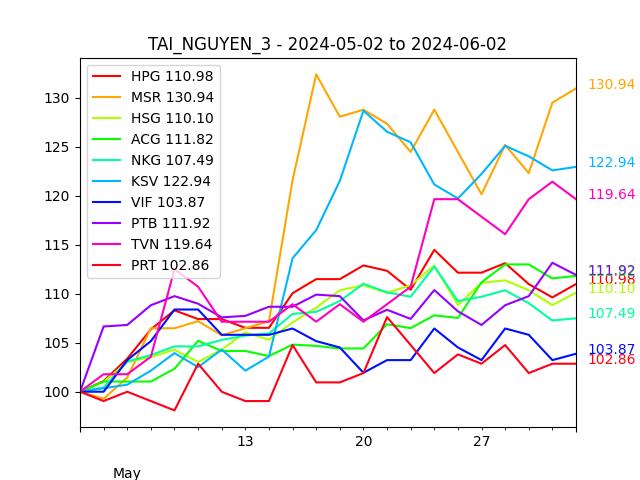 TAI_NGUYEN_3 - 2024-05-02 to 2024-06-02
HPG 110.98
MSR 130.94
HSG 110.10
ACG 111.82
NKG 107.49
KSV 122.94
VIF 103.87
PTB 111.92
TVN 119.64
PRT 102.86
130
125
120
115
110
105
100
130.94
122.94
119.64
111.92
110.98
110.10
107.49
103.87
102.86
13
20
27
May